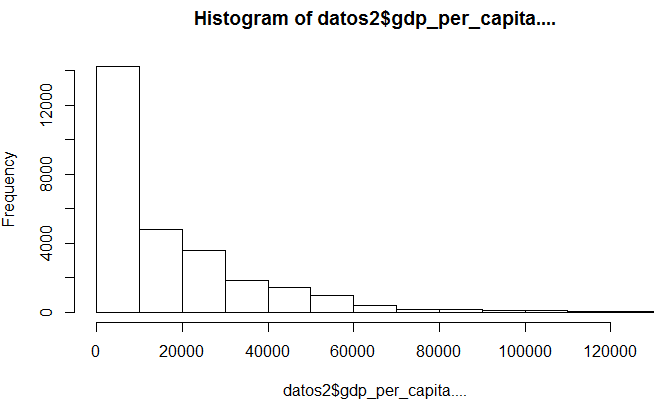 Histogram of datos2$gdp_per_capita....
Frequency
12000
8000
4000
0
0 20000 40000 60000 80000 100000 120000
datos2$gdp_per_capita....